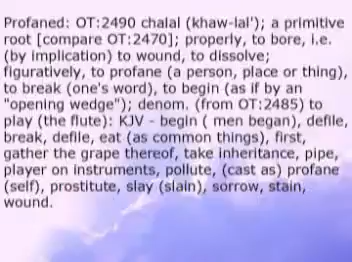 Profaned: OT:2490 chalal (khaw-lal'); a primitive
root [compare OT:2470]; properly, to bore, i.e.
(by implication) to wound, to dissolve;
figuratively, to profane (a person, place or thing),
to break (one's word), to begin (as if by an
"opening wedge"); denom. (from OT:2485) to
play (the flute): KJV - begin ( men began), defile,
break, defile, eat (as common things), first,
gather the grape thereof, take inheritance, pipe,
player on instruments, pollute, (cast as) profane
(self), prostitute, slay (slain), sorrow, stain,
wound.